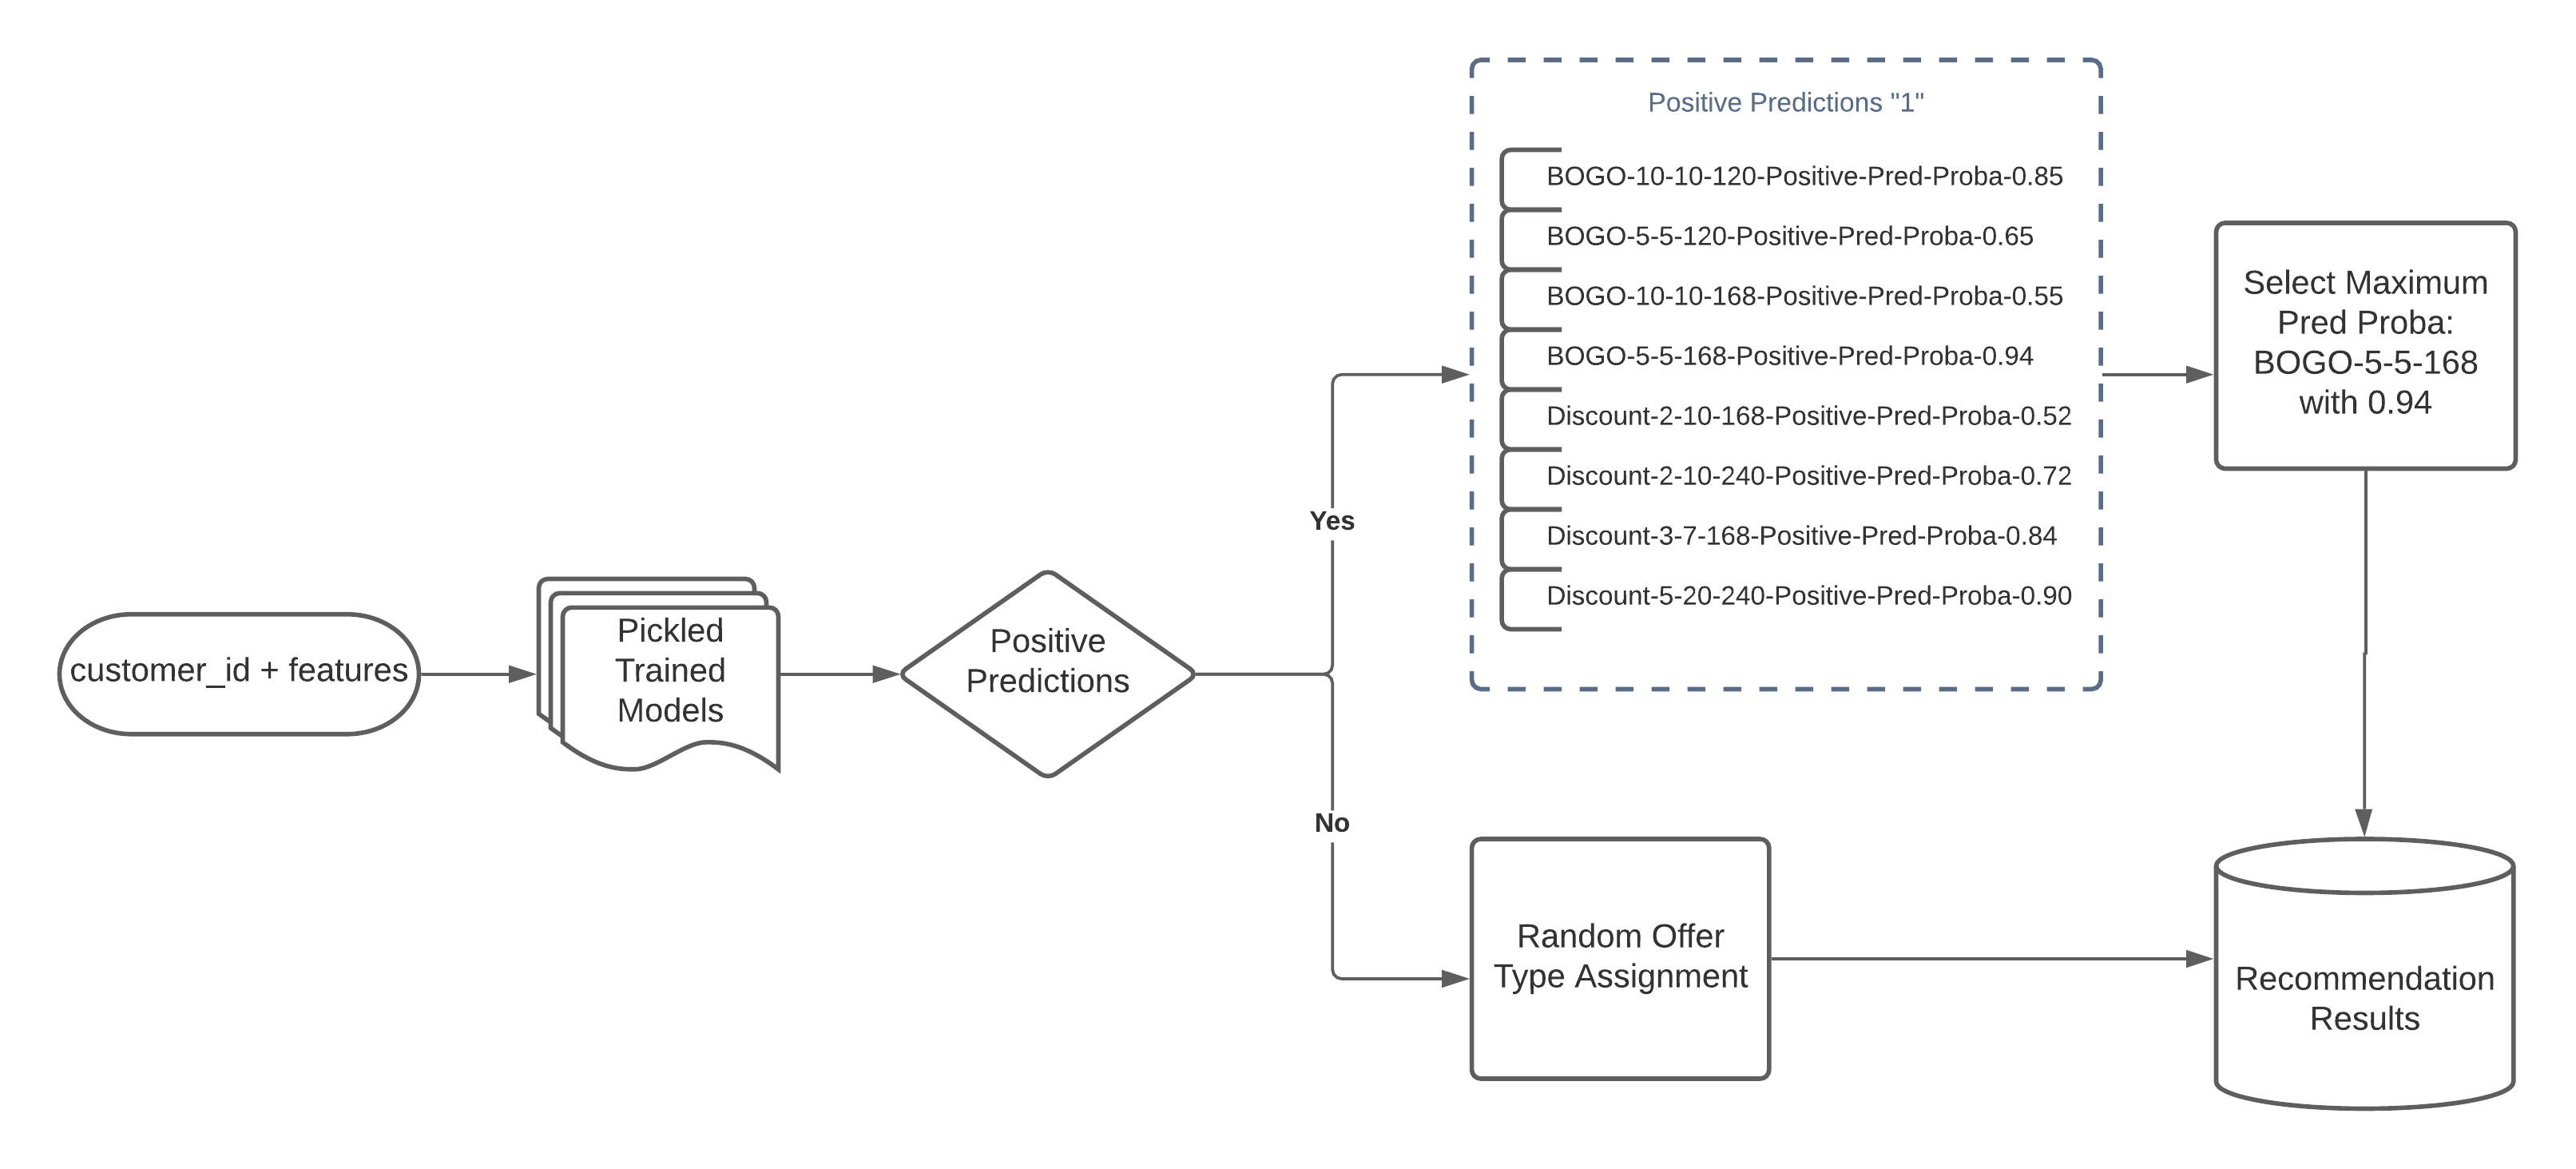 customer_id + features
Pickled
Trained
Models
Positive
Predictions
Yes
No
Positive Predictions "1"
BOGO-10-10-120-Positive-Pred-Proba-0.85
BOGO-5-5-120-Positive-Pred-Proba-0.65
BOGO-10-10-168-Positive-Pred-Proba-0.55
BOGO-5-5-168-Positive-Pred-Proba-0.94
Discount-2-10-168-Positive-Pred-Proba-0.52
Discount-2-10-240-Positive-Pred-Proba-0.72
Discount-3-7-168-Positive-Pred-Proba-0.84
Discount-5-20-240-Positive-Pred-Proba-0.90
Select Maximum
Pred Proba:
BOGO-5-5-168
with 0.94
Random Offer
Type Assignment
Recommendation
Results